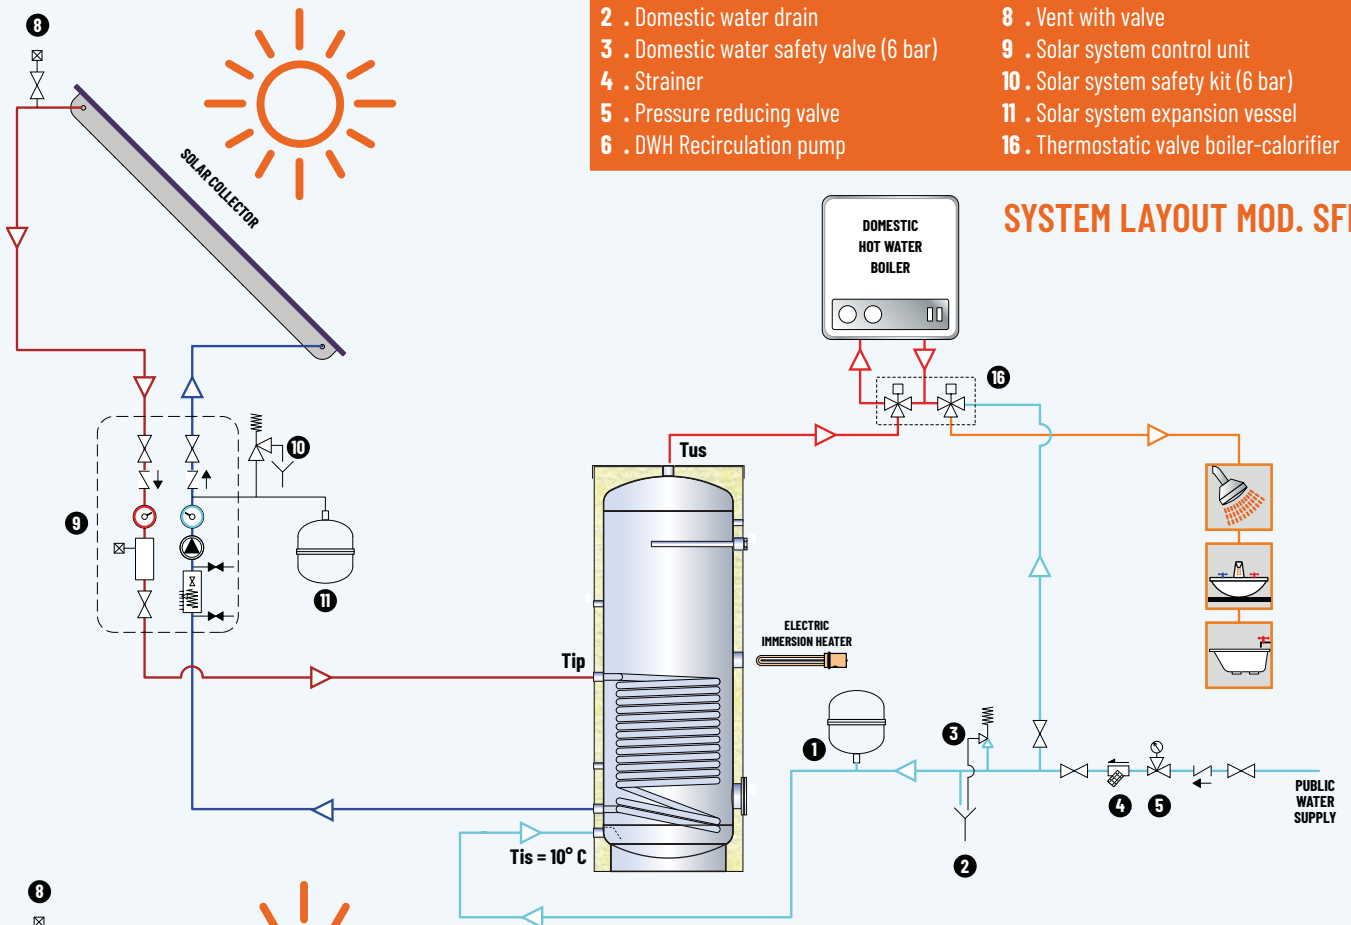 2 . Domestic water drain
3 . Domestic water safety valve (6 bar)
4 . Strainer
5 . Pressure reducing valve
6 . DWH Recirculation pump
8 . Vent with valve
9 . Solar system control unit
10 . Solar system safety kit (6 bar)
11 . Solar system expansion vessel
16 . Thermostatic valve boiler-calorifier
SYSTEM LAYOUT MOD.
8
SOLAR COLLECTOR
DOMESTIC
HOT WATER
BOILER
16
Tus
10
9
11
ELECTRIC
IMMERSION HEATER
Tip
1
3
4
5
PUBLIC
WATER
SUPPLY
2
Tis = 10° C
8